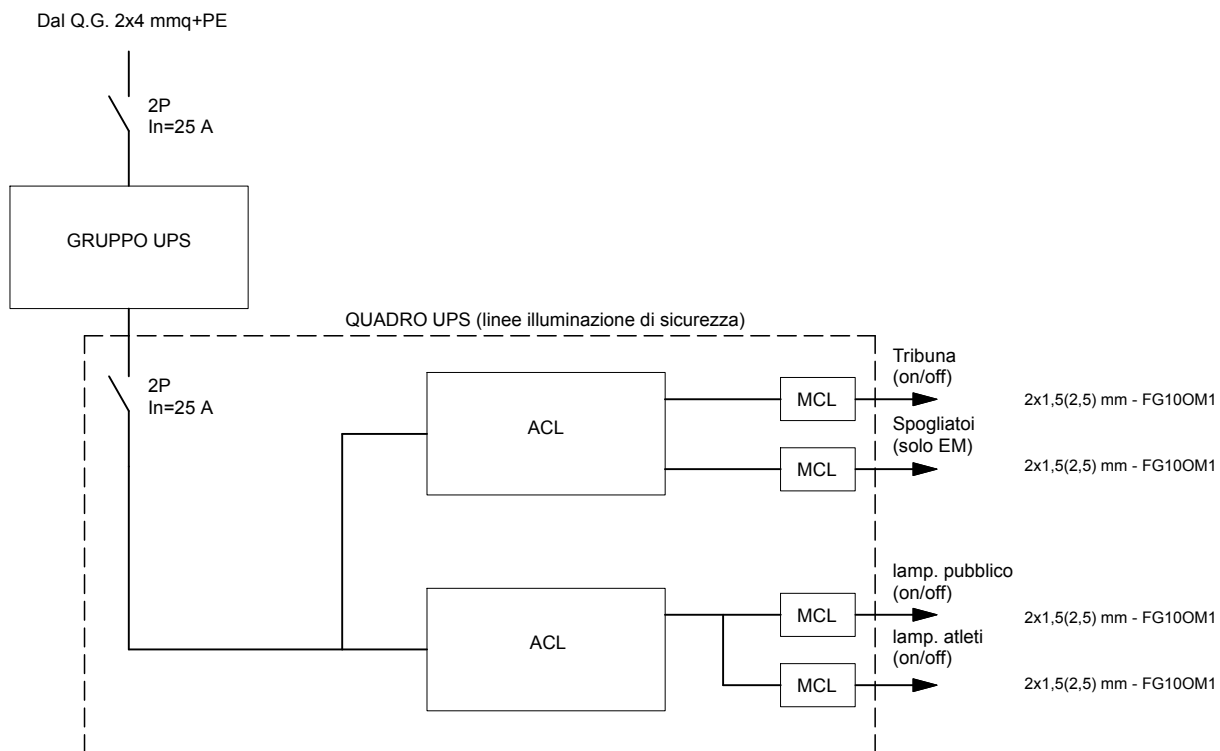 Dal Q.G. 2x4 mmq+PE
2P
In=25 A
GRUPPO UPS
QUADRO UPS (linee illuminazione di sicurezza)
2P
In=25 A
ACL
MCL
Tribuna
(on/off)
2x1,5(2,5) mm - FG10OM1
MCL
Spogliatoi
(solo EM)
2x1,5(2,5) mm - FG10OM1
ACL
MCL
lamp. pubblico
(on/off)
2x1,5(2,5) mm - FG10OM1
MCL
lamp. atleti
(on/off)
2x1,5(2,5) mm - FG10OM1